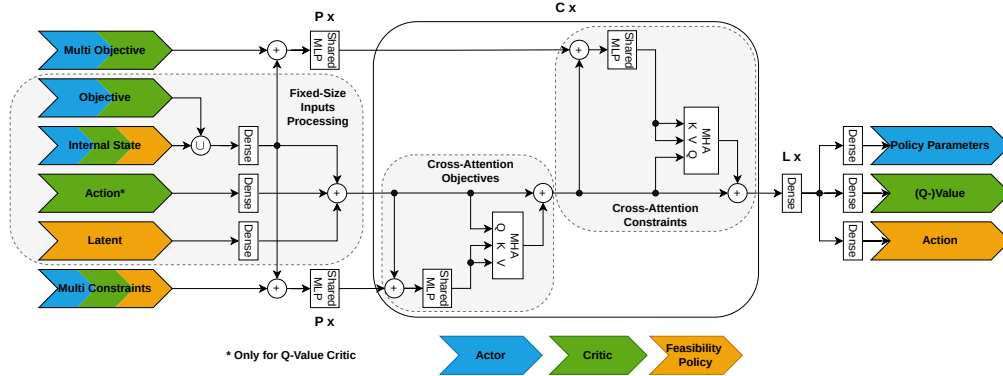 P x
C x
Multi Objective
Shared
MLP
Shared
MLP
Objective
Fixed-Size
Inputs
Processing
Internal State
U
Dense
K
V
Q
MHA
Cross-Attention
Objectives
Action*
Dense
Latent
Dense
Q
K
V
MHA
Cross-Attention
Constraints
L x
Dense
Dense
Policy Parameters
Dense
(Q-)Value
Dense
Action
Multi Constraints
Shared
MLP
Shared
MLP
P x
* Only for Q-Value Critic
Actor
Critic
Feasibility
Policy